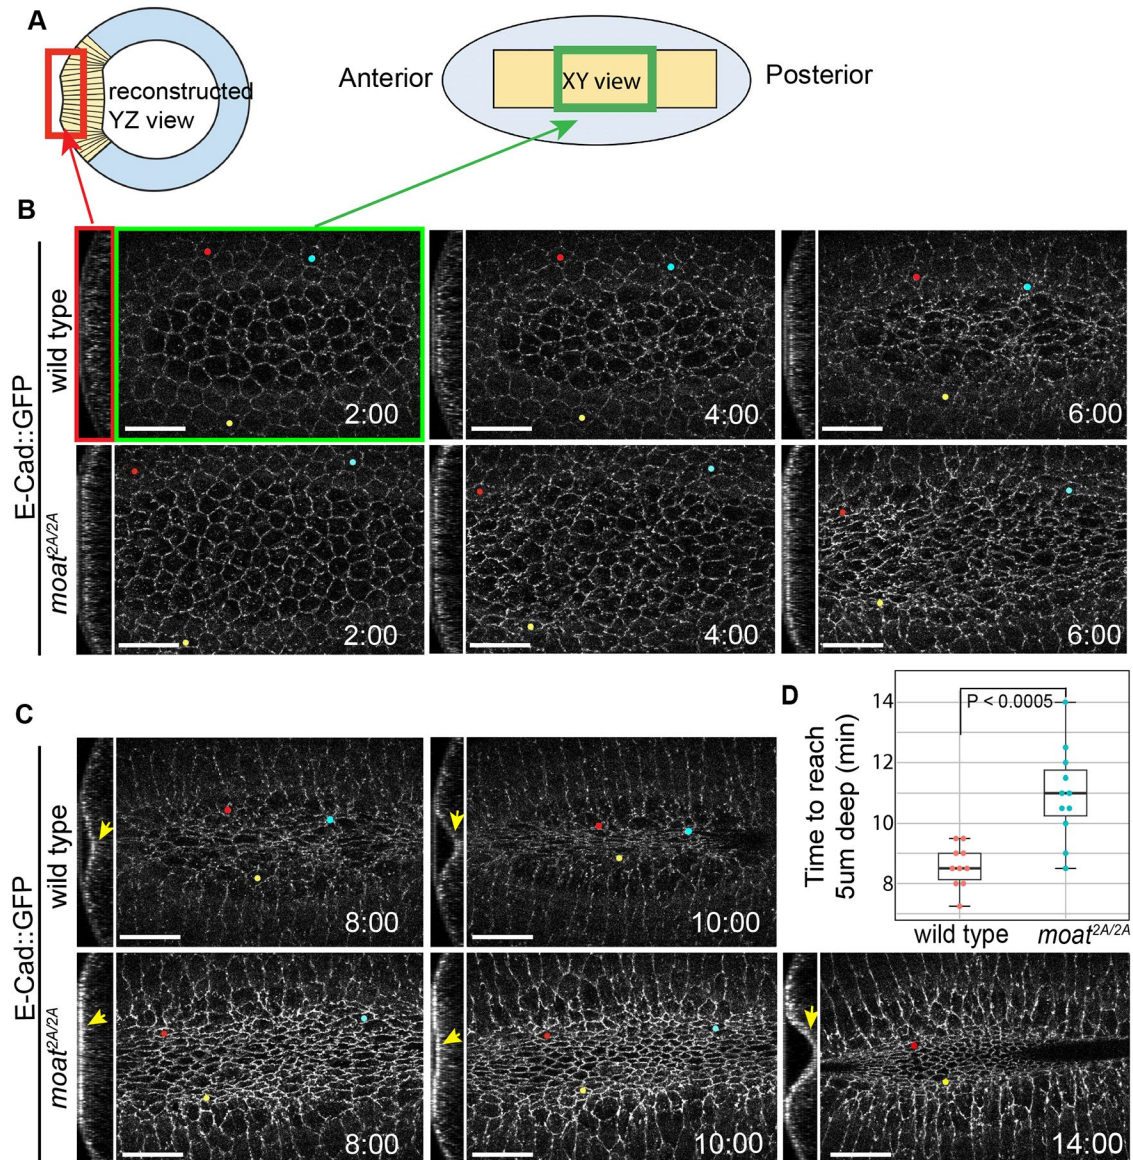 A
reconstructed
YZ view
Anterior
XY view
Posterior
B
E-Cad::GFP
wild type
2:00
4:00
6:00
moat2A/2A
2:00
4:00
6:00
C
E-Cad::GFP
wild type
8:00
10:00
moat2A/2A
8:00
10:00
14:00
D
Time to reach
5um deep (min)
14
12
10
8
P < 0.0005
wild type
moat2A/2A